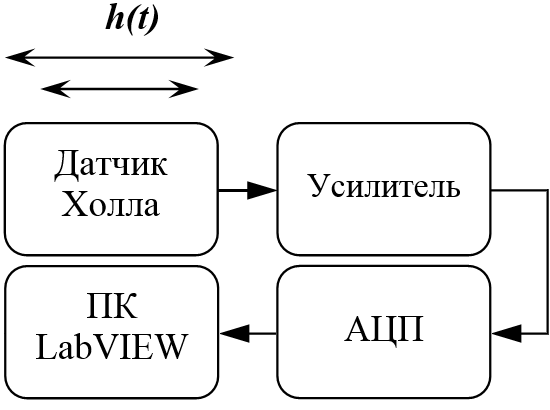 h(t)
Датчик
Холла
Усилитель
ПК
LabVIEW
АЦП